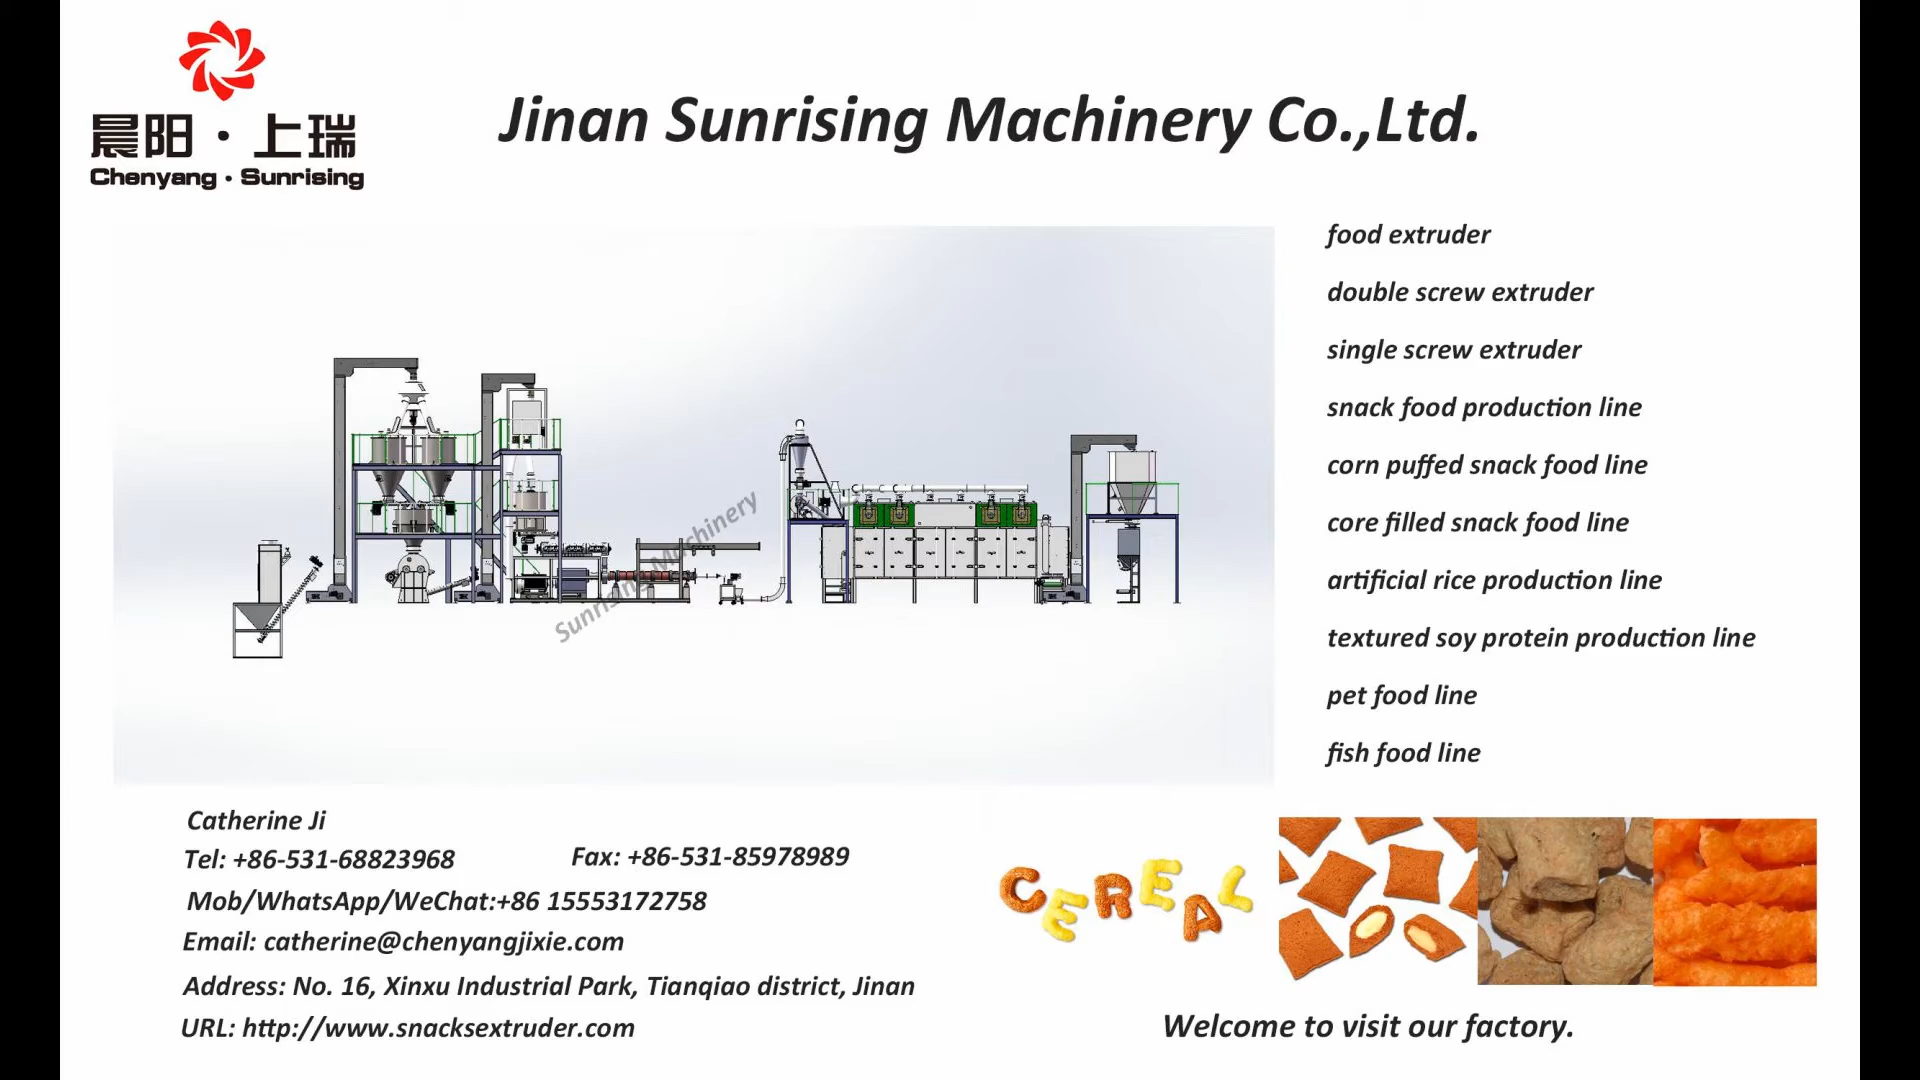 晨阳·上瑞
Chenyang·Sunrising
Jinan Sunrising Machinery Co.,Ltd.
food extruder
double screw extruder
single screw extruder
snack food production line
corn puffed snack food line
core filled snack food line
artificial rice production line
textured soy protein production line
pet food line
fish food line
Sunrising Machinery
Catherine Ji
Tel: +86-531-68823968 Fax: +86-531-85978989
Mob/WhatsApp/WeChat:+86 15553172758
Email: catherine@chenyangjixie.com
Address: No. 16, Xinxu Industrial Park, Tianqiao district, Jinan
URL: http://www.snacksextruder.com
CEREAL
Welcome to visit our factory.